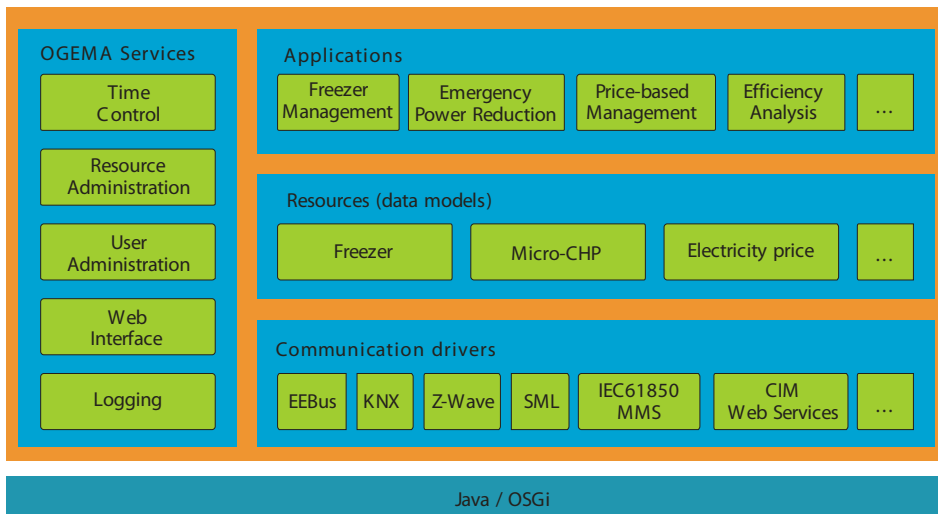 OGEMA Services
Time
Control
Resource
Administration
User
Administration
Web
Interface
Logging
Applications
Freezer
Management
Emergency
Power Reduction
Price-based
Management
Efficiency
Analysis
...
Resources (data models)
Freezer
Micro-CHP
Electricity price
...
Communication drivers
EEBus
KNX
Z-Wave
SML
IEC61850
MMS
CIM
Web Services
...
Java / OSGi